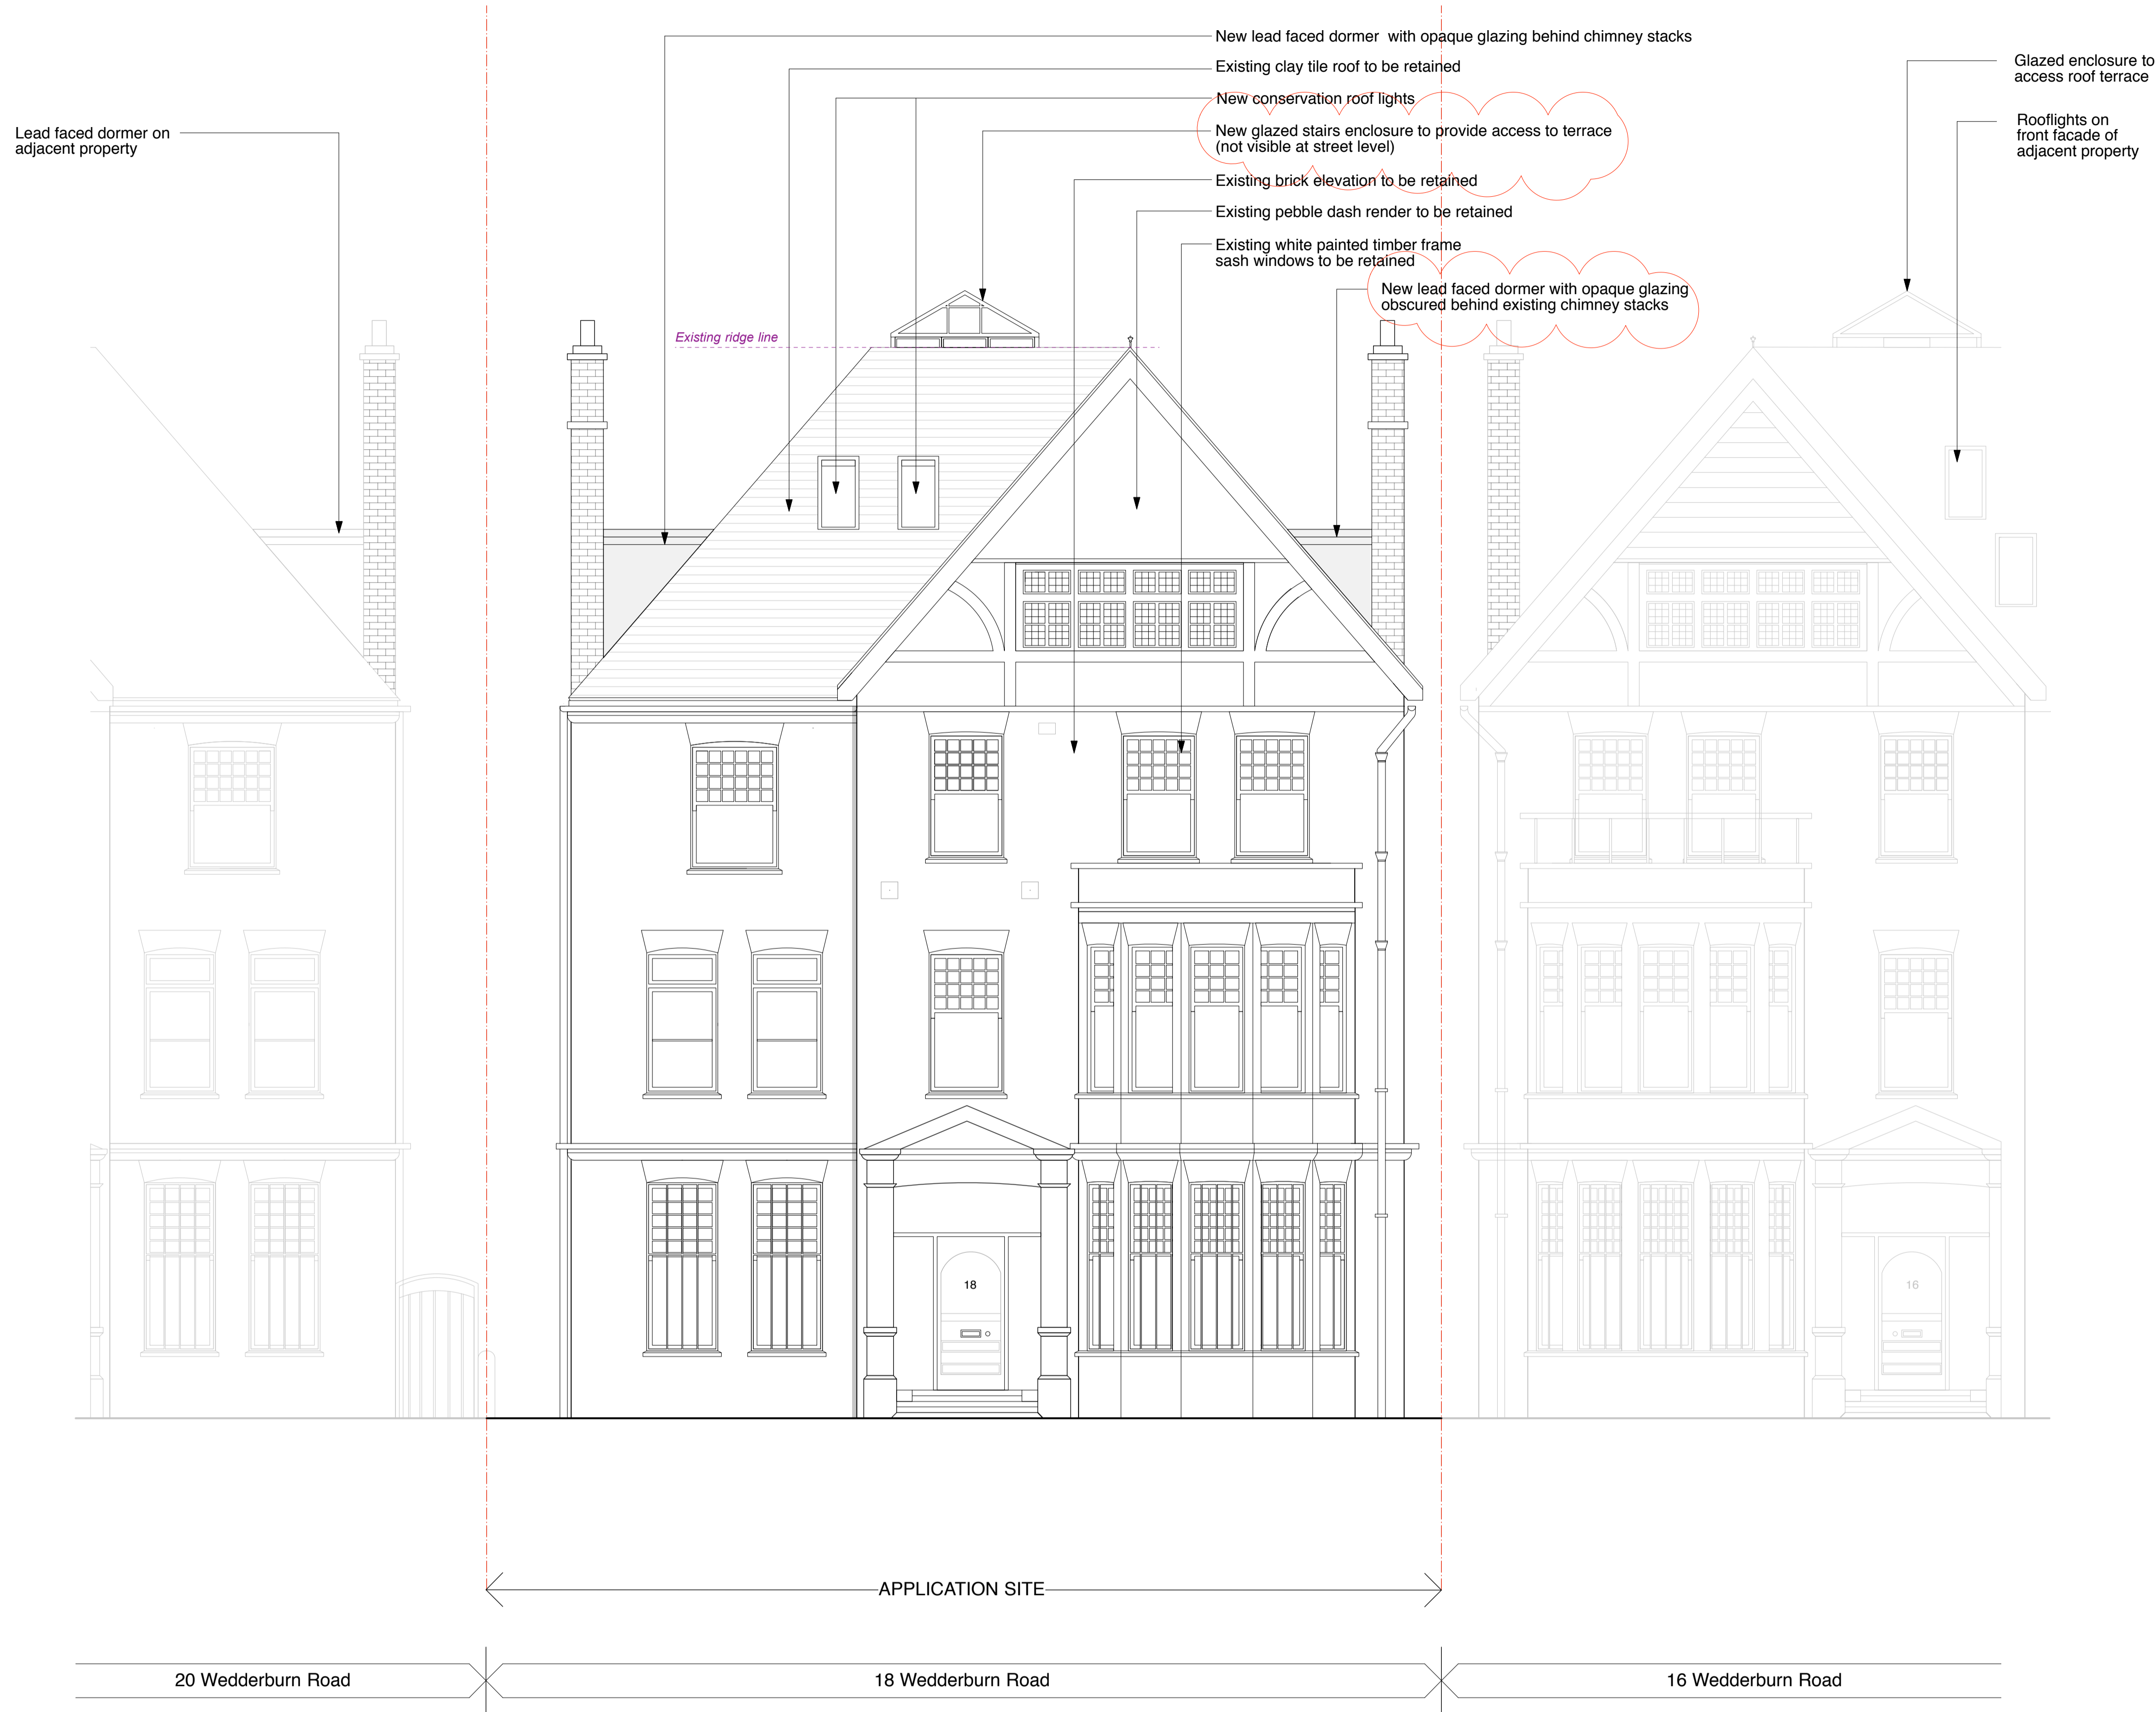 New lead faced dormer with opaque glazing behind chimney stacks
Existing clay tile roof to be retained
New conservation roof lights
New glazed stairs enclosure to provide access to terrace
(not visible at street level)
Existing brick elevation to be retained
Existing pebble dash render to be retained
Existing white painted timber frame
sash windows to be retained
New lead faced dormer with opaque glazing
obscured behind existing chimney stacks
Glazed enclosure to
access roof terrace
Rooflights on
front facade of
adjacent property
Lead faced dormer on
adjacent property
Existing ridge line
18
16
APPLICATION SITE
20 Wedderburn Road
18 Wedderburn Road
16 Wedderburn Road